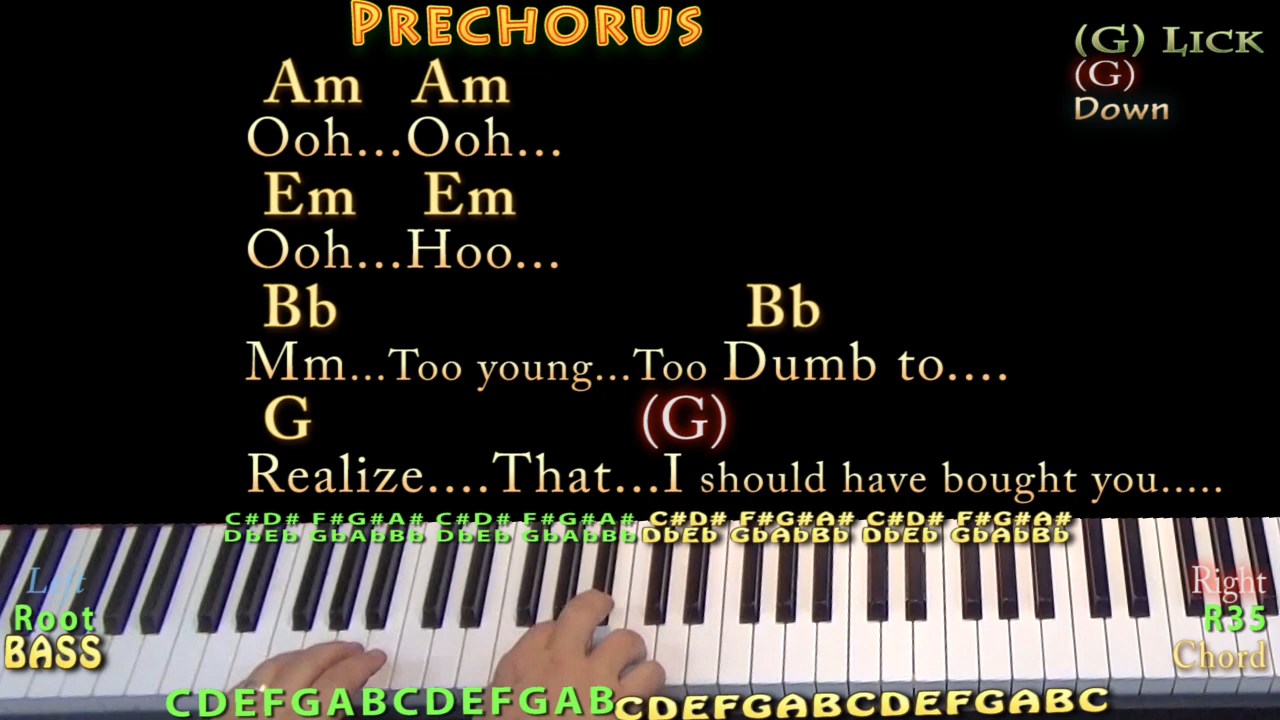 PRECHORUS
(G) LICK
(G)
Down
Am Am
Ooh...Ooh...
Em Em
Ooh...Hoo...
Bb Bb
Mm...Too young...Too Dumb to....
G (G)
Realize....That...I should have bought you.....
C#D# F#G#A# C#D# F#G#A# C#D# F#G#A# C#D# F#G#A#
DbEb GbAbBb DbEb GbAbBb DbEb GbAbBb DbEb GbAbBb
Left
Root
BASS
Right
R35
Chord
CDEFGABCDEFGABCDEFGABCDEFGABC